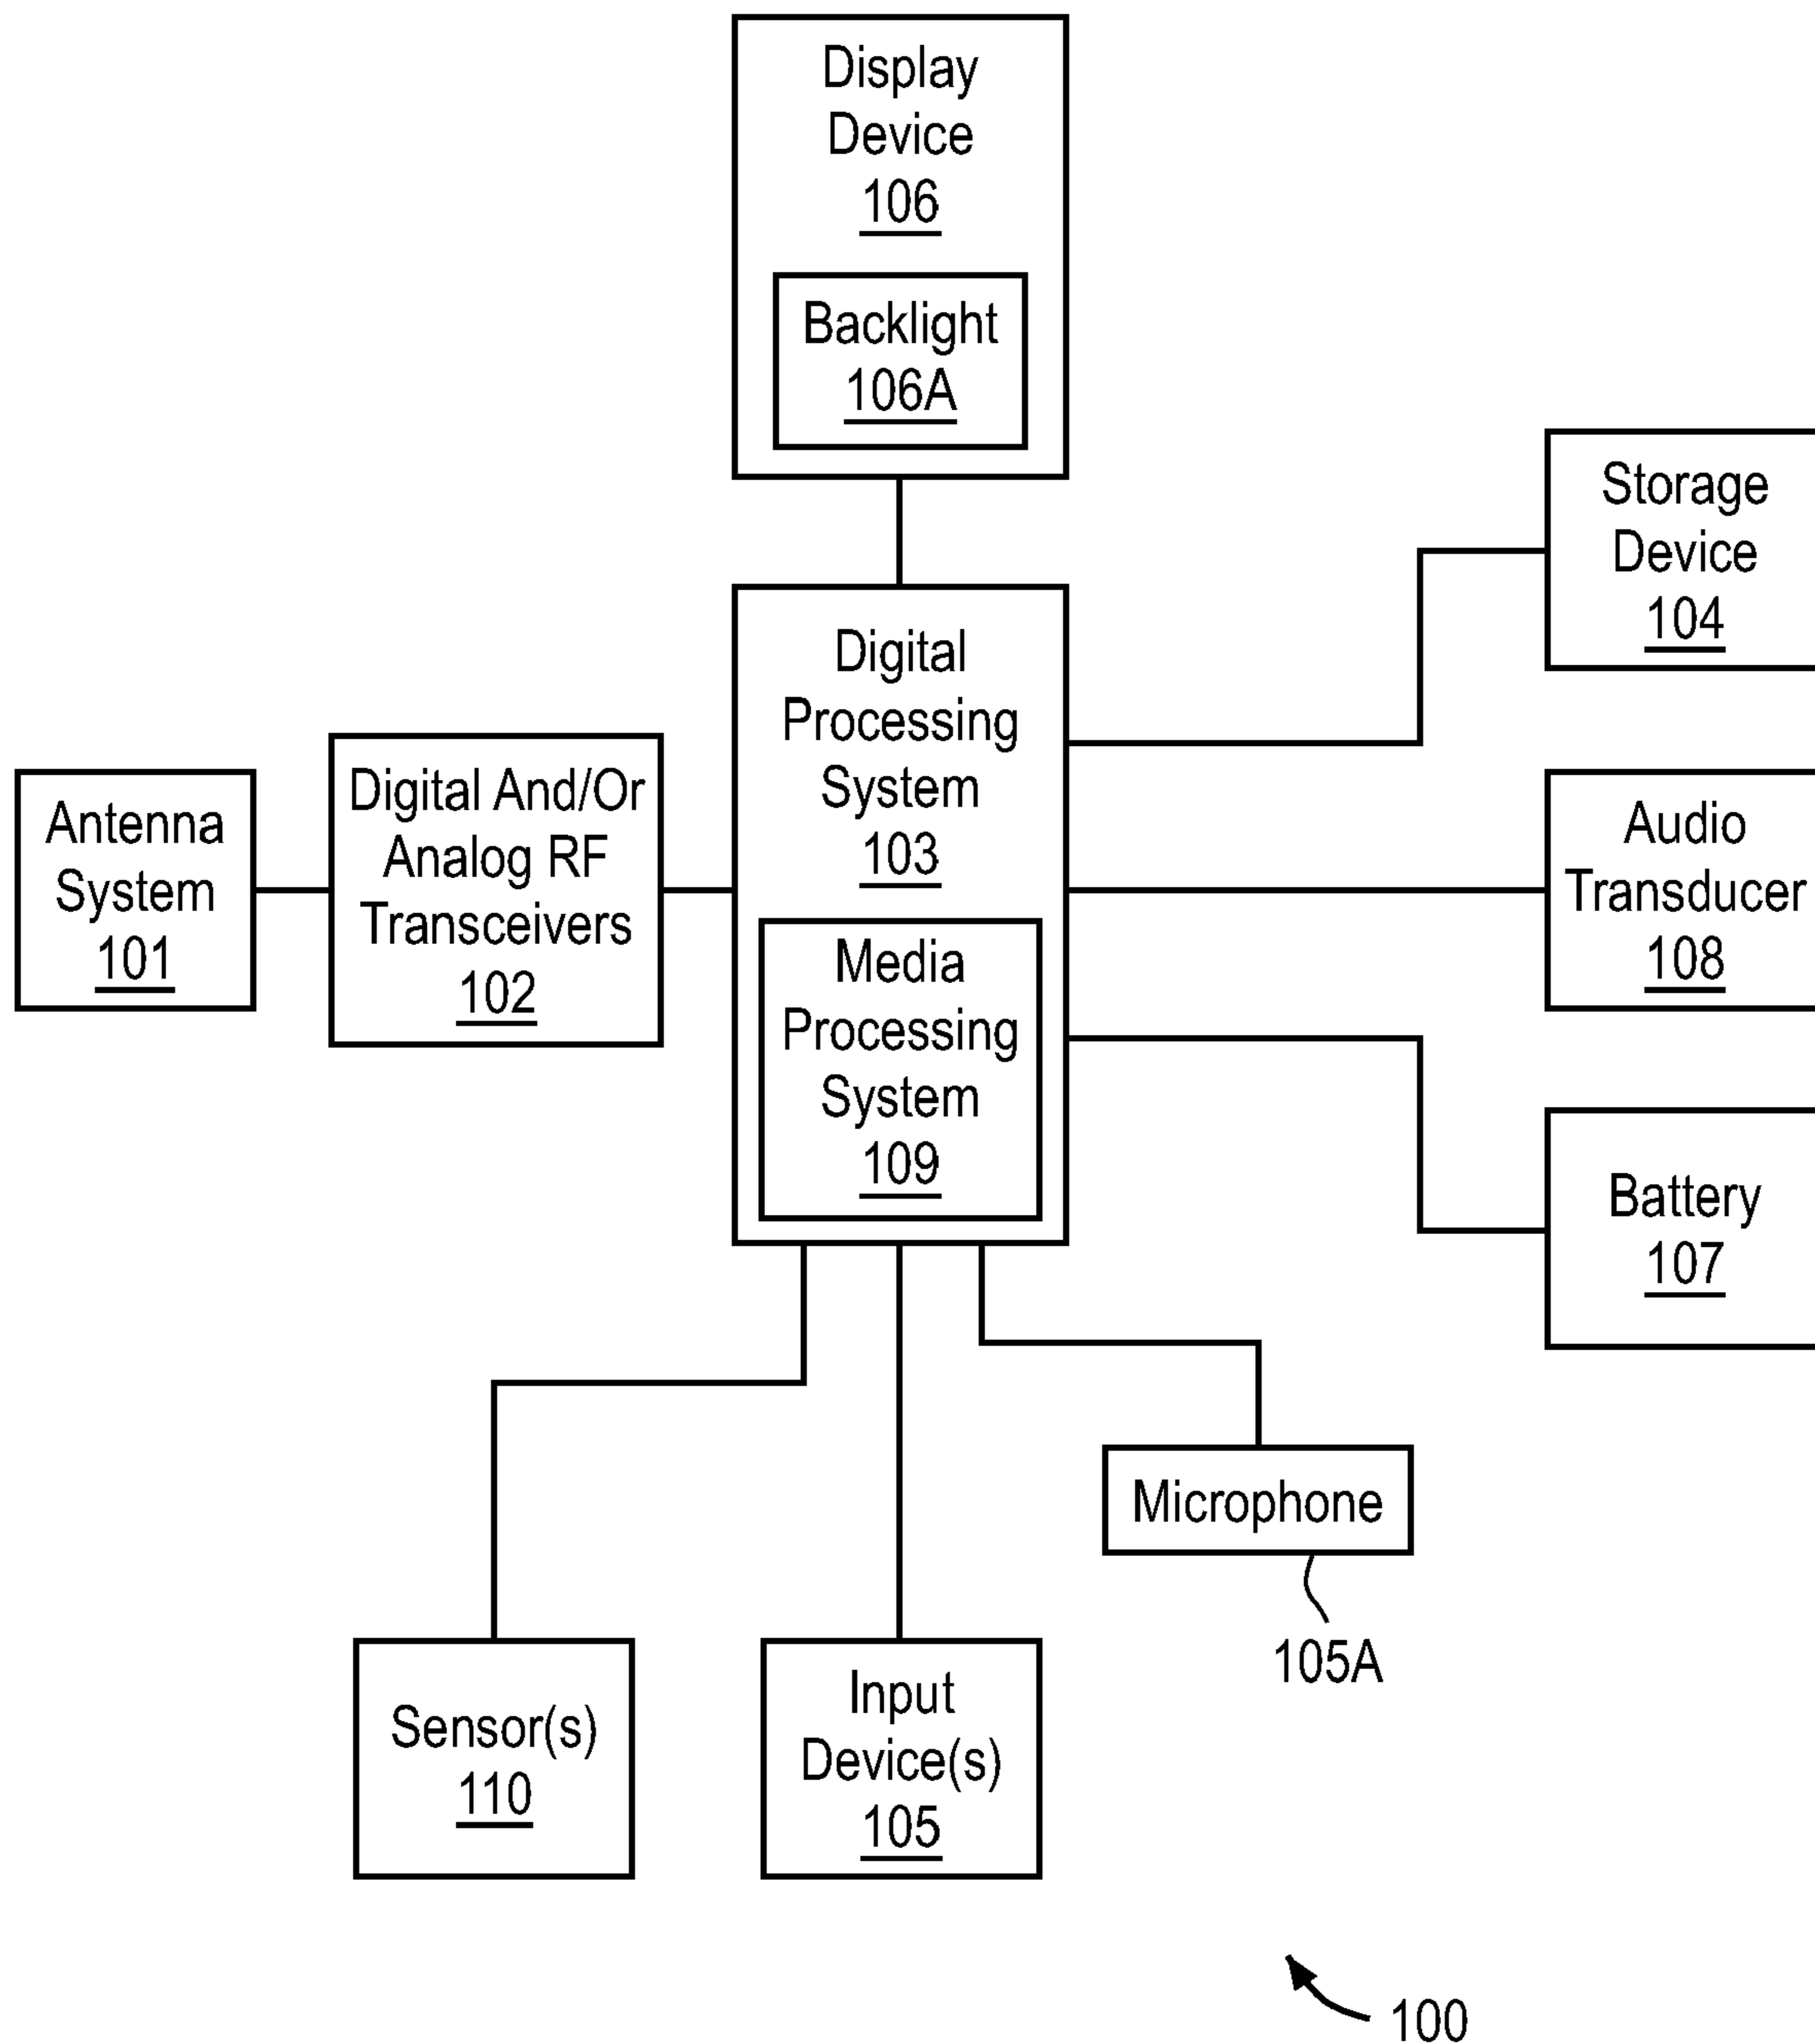 Display
Device
106
Backlight
106A
Storage
Device
104
Digital
Processing
System
103
Antenna
System
101
Digital And/Or
Analog RF
Transceivers
102
Audio
Transducer
108
Media
Processing
System
109
Battery
107
Microphone
105A
Sensor(s)
110
Input
Device(s)
105
100